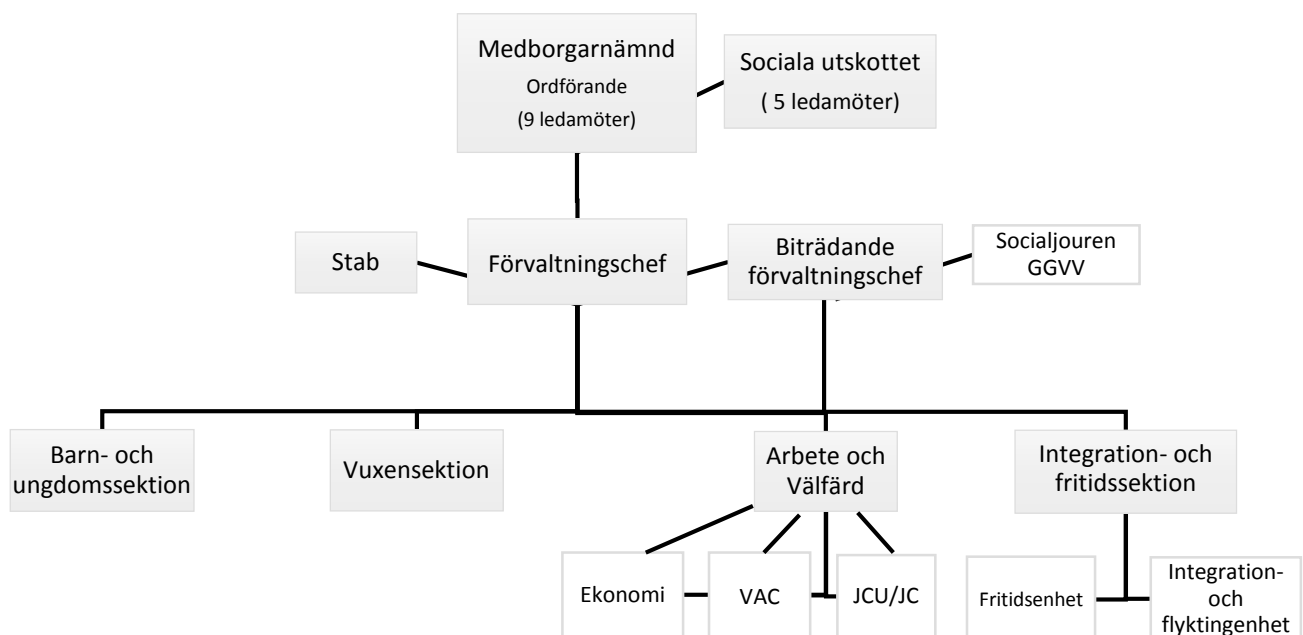 Medborgarnämnd
Ordförande
(9 ledamöter)
Sociala utskottet
( 5 ledamöter)
Stab
Förvaltningschef
Biträdande
förvaltningschef
Socialjouren
GGVV
Barn- och
ungdomssektion
Vuxensektion
Arbete och
Välfärd
Integration- och
fritidssektion
Ekonomi
VAC
JCU/JC
Fritidsenhet
Integration-
och
flyktingenhet